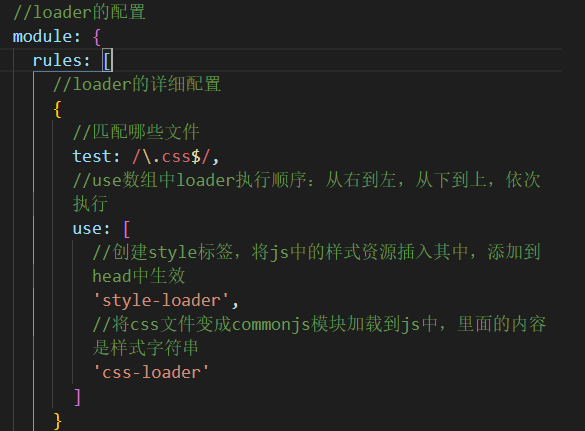 //loader的配置
module: {
rules: [
//loader的详细配置
{
//匹配哪些文件
test: /\.css$/,
//use数组中loader执行顺序：从右到左，从下到上，依次
执行
use: [
//创建style标签，将js中的样式资源插入其中，添加到
head中生效
'style-loader',
//将css文件变成commonjs模块加载到js中，里面的内容
是样式字符串
'css-loader'
]
}